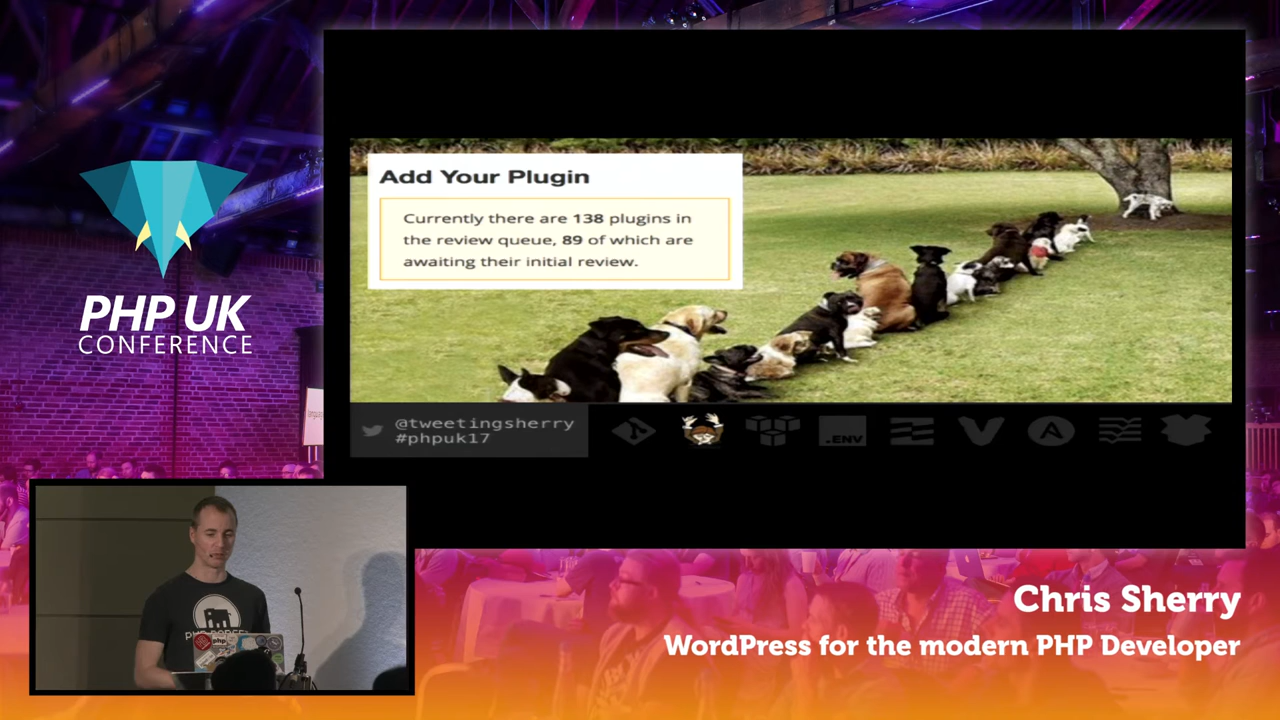 PHP UK
CONFERENCE
Add Your Plugin
Currently there are 138 plugins in
the review queue, 89 of which are
awaiting their initial review.
@tweetingsherry
#phpuk17
.ENV
php
Chris Sherry
WordPress for the modern PHP Developer